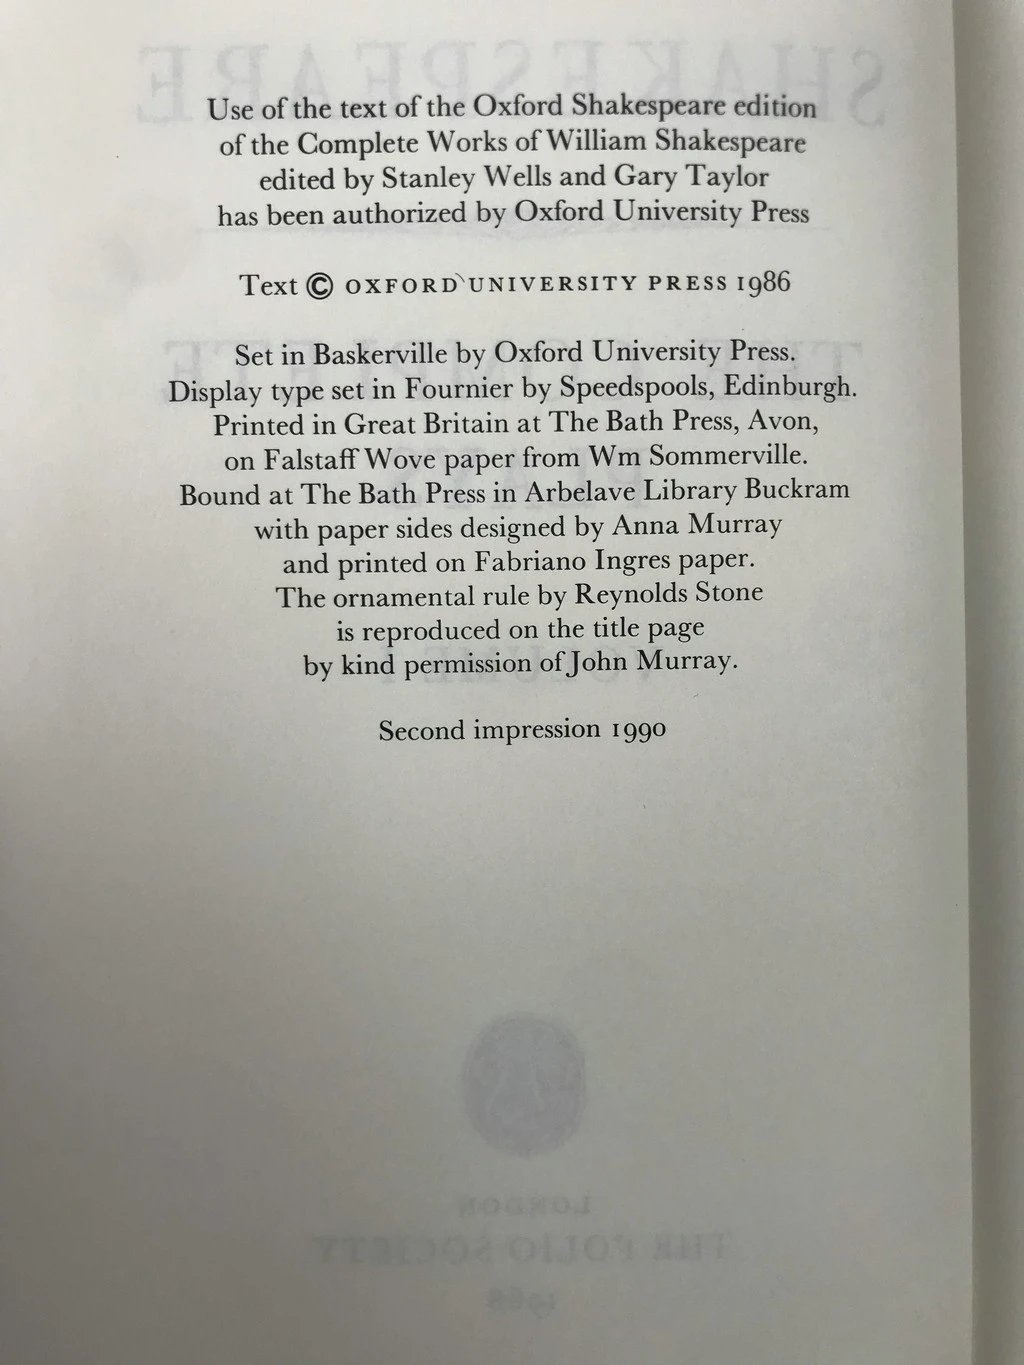 Use of the text of the Oxford Shakespeare edition
of the Complete Works of William Shakespeare
edited by Stanley Wells and Gary Taylor
has been authorized by Oxford University Press
Text © OXFORD UNIVERSITY PRESS 1986
Set in Baskerville by Oxford University Press.
Display type set in Fournier by Speedspools, Edinburgh.
Printed in Great Britain at The Bath Press, Avon,
on Falstaff Wove paper from Wm Sommerville.
Bound at The Bath Press in Arbelave Library Buckram
with paper sides designed by Anna Murray
and printed on Fabriano Ingres paper.
The ornamental rule by Reynolds Stone
is reproduced on the title page
by kind permission of John Murray.
Second impression 1990